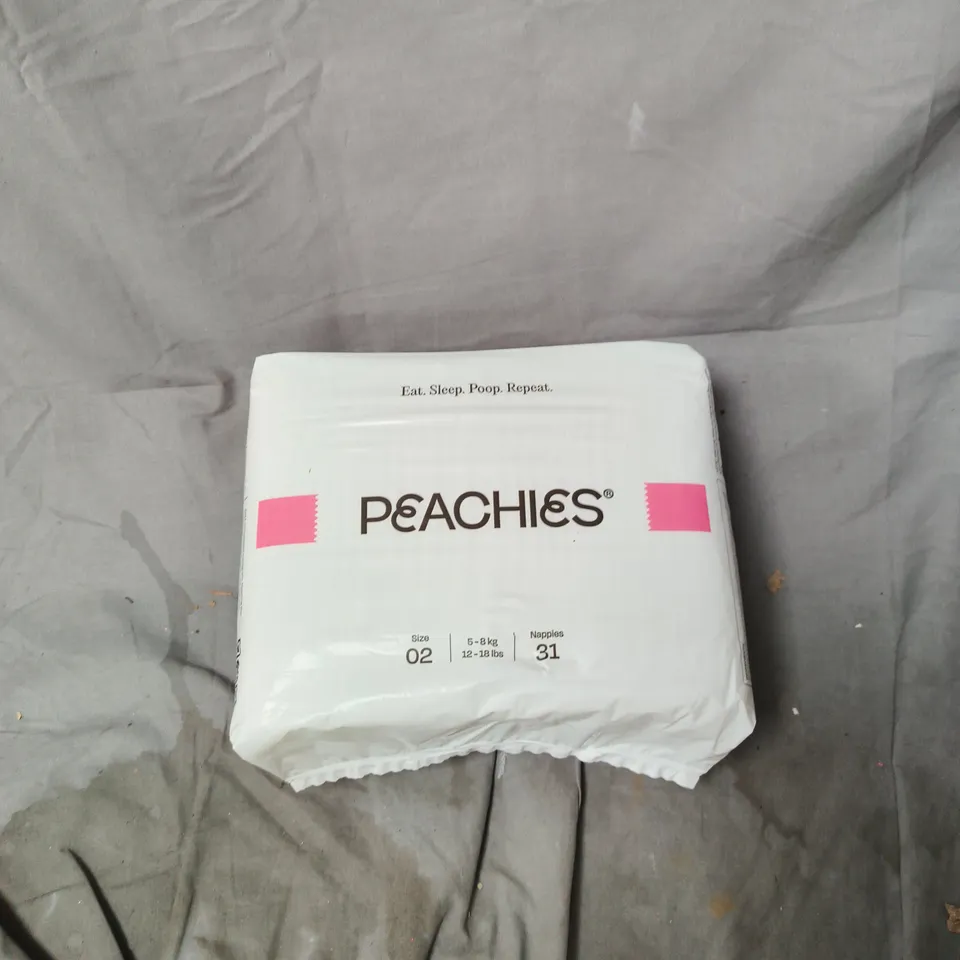 Eat. Sleep. Poop. Repeat.
PEACHIES®
Size
02
5-8 kg
12-18 lbs
Nappies
31